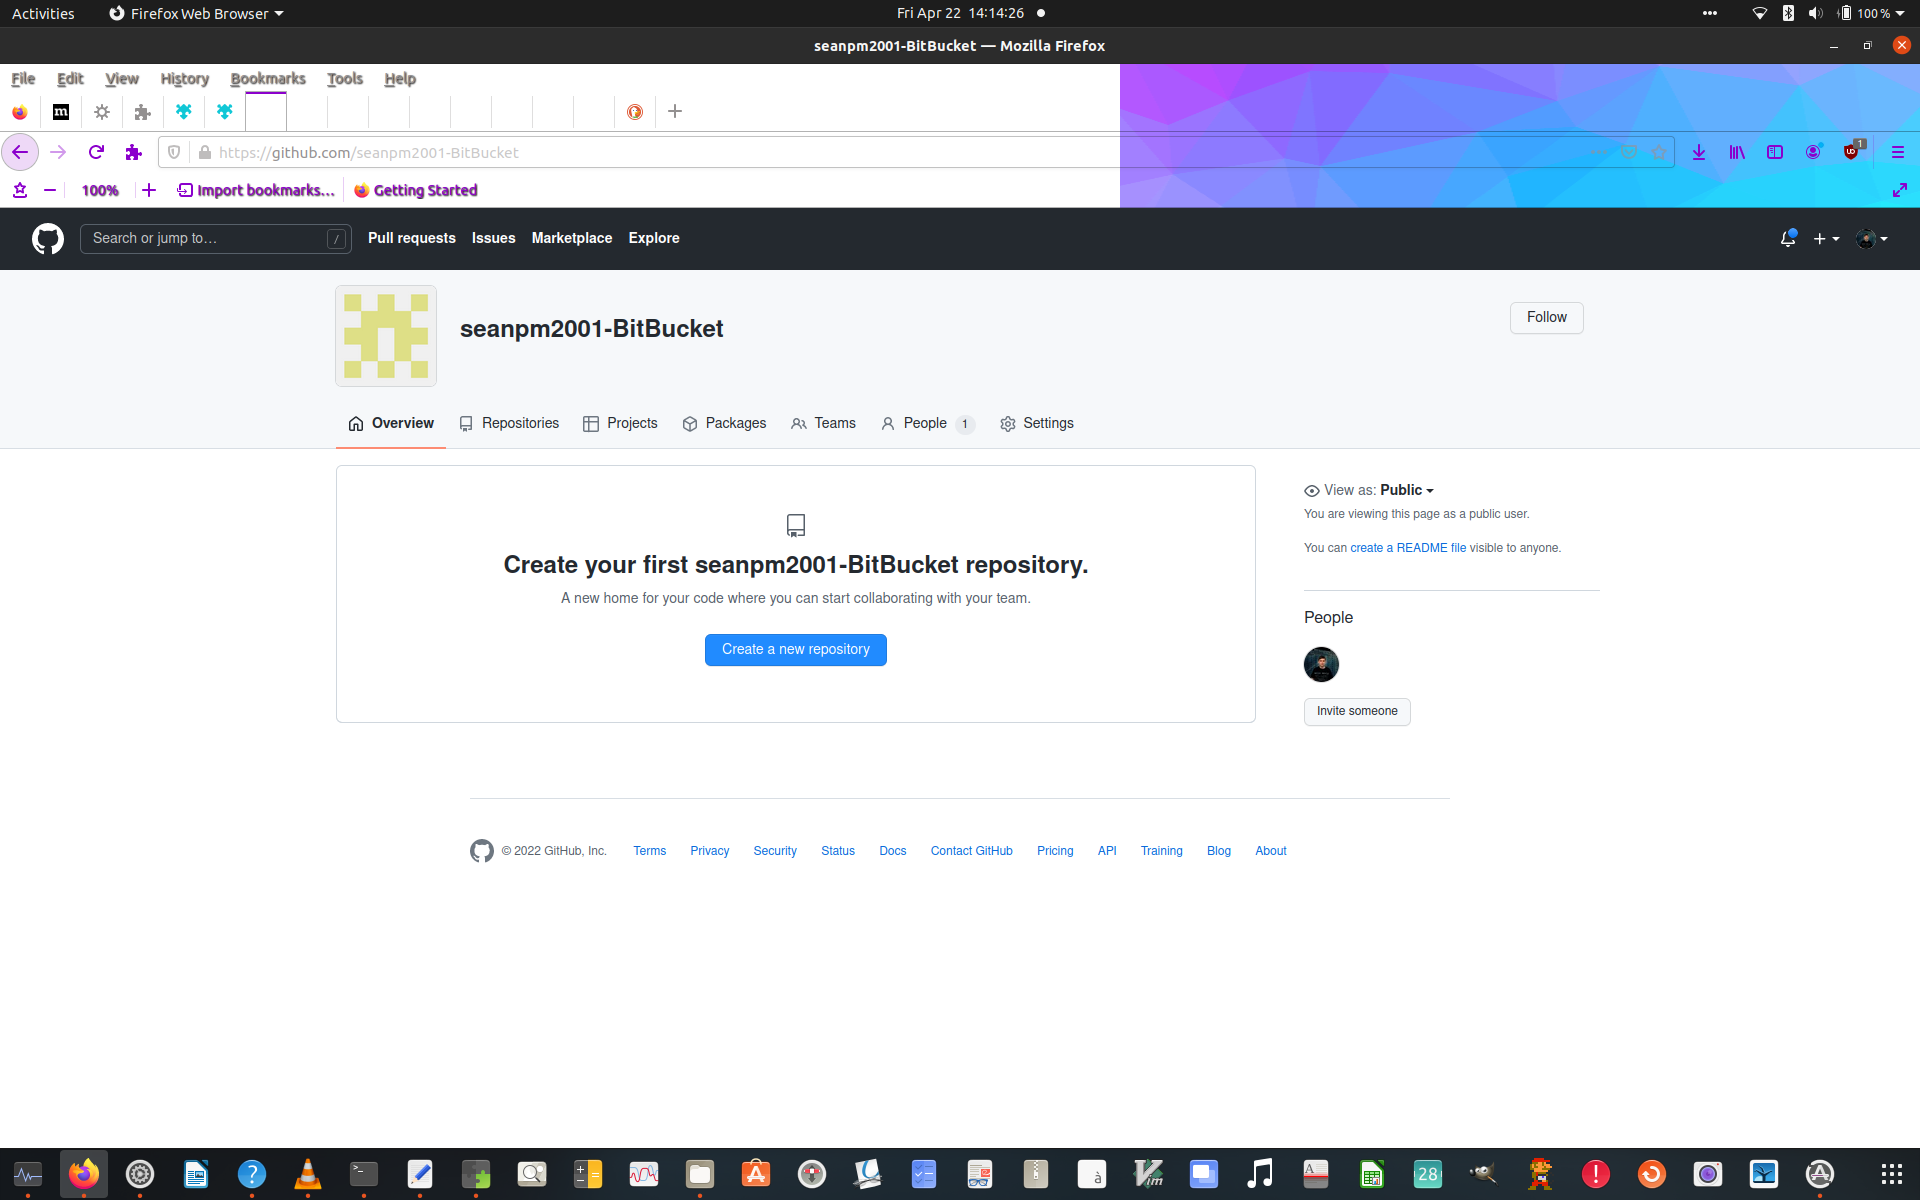 Activities
Firefox Web Browser
Fri Apr 22 14:14:26
100 %
seanpm2001-BitBucket — Mozilla Firefox
File Edit View History Bookmarks Tools Help
m
https://github.com/seanpm2001-BitBucket
1
100%
Import bookmarks...
Getting Started
Search or jump to...
/
Pull requests Issues Marketplace Explore
seanpm2001-BitBucket
Follow
Overview Repositories Projects Packages Teams People 1 Settings
Create your first seanpm2001-BitBucket repository.
A new home for your code where you can start collaborating with your team.
Create a new repository
View as: Public
You are viewing this page as a public user.
You can create a README file visible to anyone.
People
Invite someone
© 2022 GitHub, Inc. Terms Privacy Security Status Docs Contact GitHub Pricing API Training Blog About
28